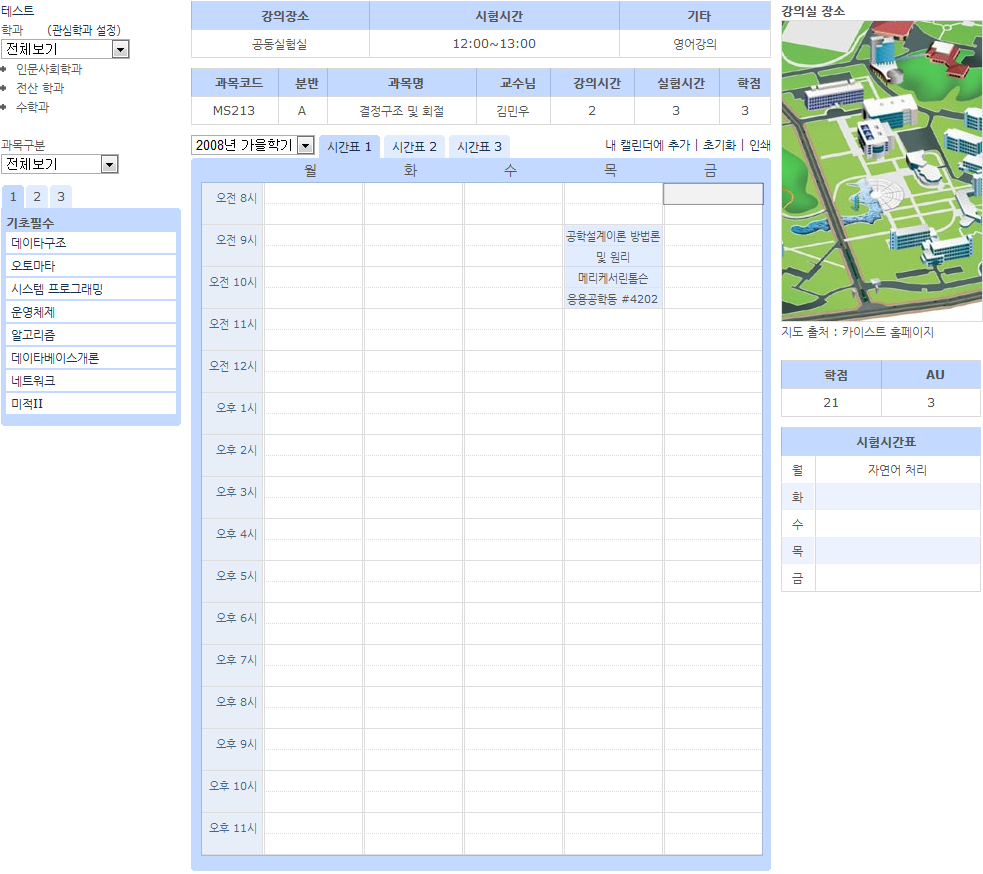 테스트
학과 (관심학과 설정)
전체보기
인문사회학과
전산 학과
수학과
과목구분
전체보기
1 2 3
기초필수
데이타구조
오토마타
시스템 프로그래밍
운영체제
알고리즘
데이타베이스개론
네트워크
미적II
강의장소 시험시간 기타
공동실험실 12:00~13:00 영어강의
과목코드 분반 과목명 교수님 강의시간 실험시간 학점
MS213 A 결정구조 및 회절 김민우 2 3 3
2008년 가을학기 시간표 1 시간표 2 시간표 3 내 캘린더에 추가 | 초기화 | 인쇄
월 화 수 목 금
오전 8시
오전 9시
공학설계이론 방법론
및 원리
오전 10시
메리케서린톰슨
응용공학동 #4202
오전 11시
오전 12시
오후 1시
오후 2시
오후 3시
오후 4시
오후 5시
오후 6시
오후 7시
오후 8시
오후 9시
오후 10시
오후 11시
강의실 장소
지도 출처 : 카이스트 홈페이지
학점 AU
21 3
시험시간표
월 자연어 처리
화
수
목
금